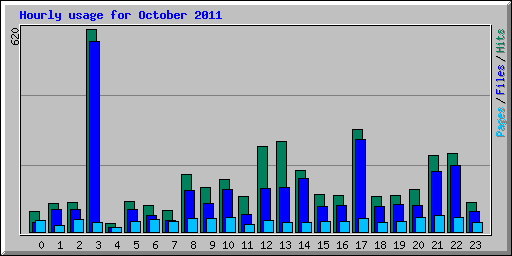 Hourly usage for October 2011
620
Pages / Files / Hits
0 1 2 3 4 5 6 7 8 9 10 11 12 13 14 15 16 17 18 19 20 21 22 23